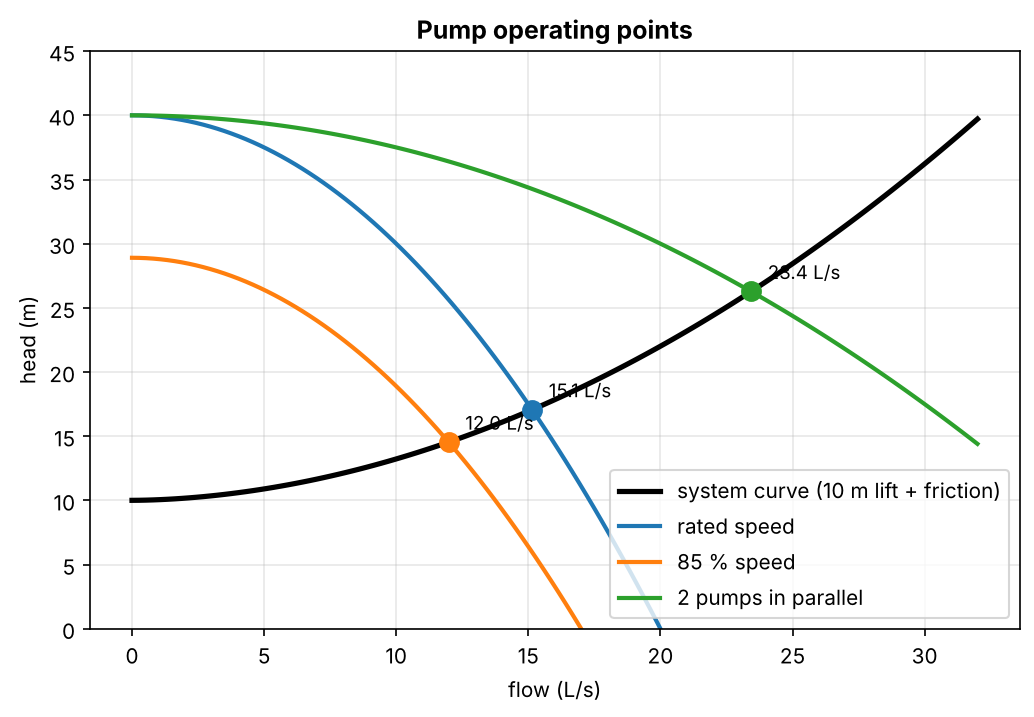 Pump operating points
45
40
35
30
25
20
15
10
5
0
head (m)
23.4 L/s
15.1 L/s
12.0 L/s
system curve (10 m lift + friction)
rated speed
85 % speed
2 pumps in parallel
0
5
10
15
20
25
30
flow (L/s)